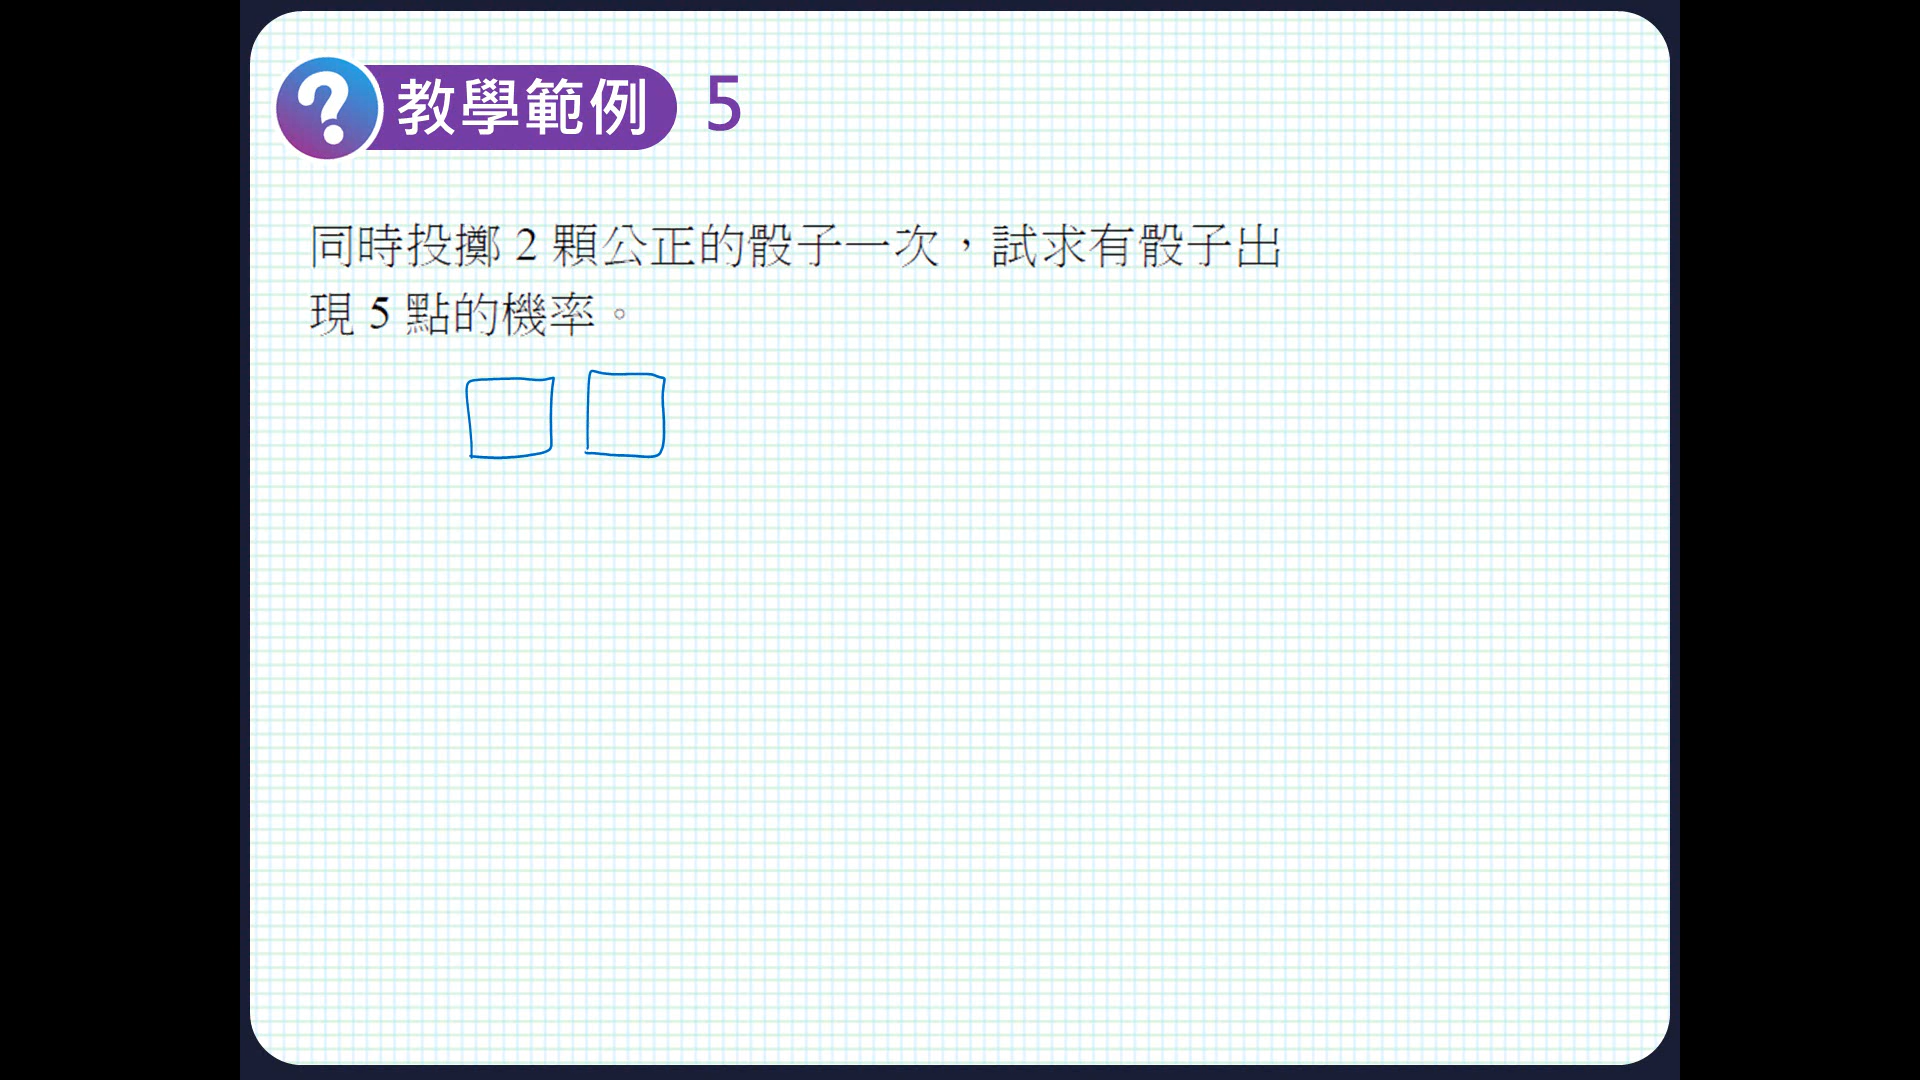 教學範例 5
同時投擲 2 顆公正的骰子一次，試求有骰子出
現 5 點的機率。